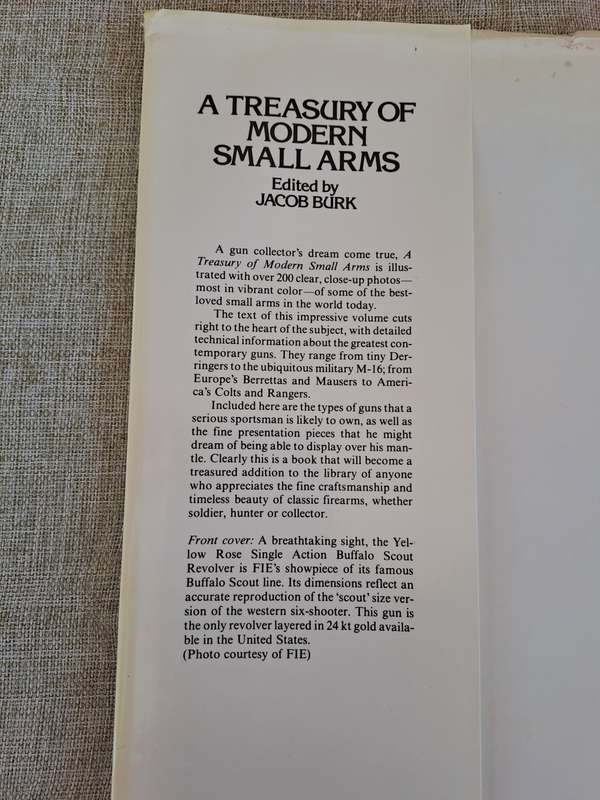 A TREASURY OF
MODERN
SMALL ARMS
Edited by
JACOB BURK
A gun collector's dream come true, A
Treasury of Modern Small Arms is illus-
trated with over 200 clear, close-up photos—
most in vibrant color—of some of the best-
loved small arms in the world today.
The text of this impressive volume cuts
right to the heart of the subject, with detailed
technical information about the greatest con-
temporary guns. They range from tiny Der-
ringers to the ubiquitous military M-16; from
Europe's Berrettas and Mausers to Ameri-
ca's Colts and Rangers.
Included here are the types of guns that a
serious sportsman is likely to own, as well as
the fine presentation pieces that he might
dream of being able to display over his man-
tle. Clearly this is a book that will become a
treasured addition to the library of anyone
who appreciates the fine craftsmanship and
timeless beauty of classic firearms, whether
soldier, hunter or collector.
Front cover: A breathtaking sight, the Yel-
low Rose Single Action Buffalo Scout
Revolver is FIE's showpiece of its famous
Buffalo Scout line. Its dimensions reflect an
accurate reproduction of the 'scout' size ver-
sion of the western six-shooter. This gun is
the only revolver layered in 24 kt gold availa-
ble in the United States.
(Photo courtesy of FIE)